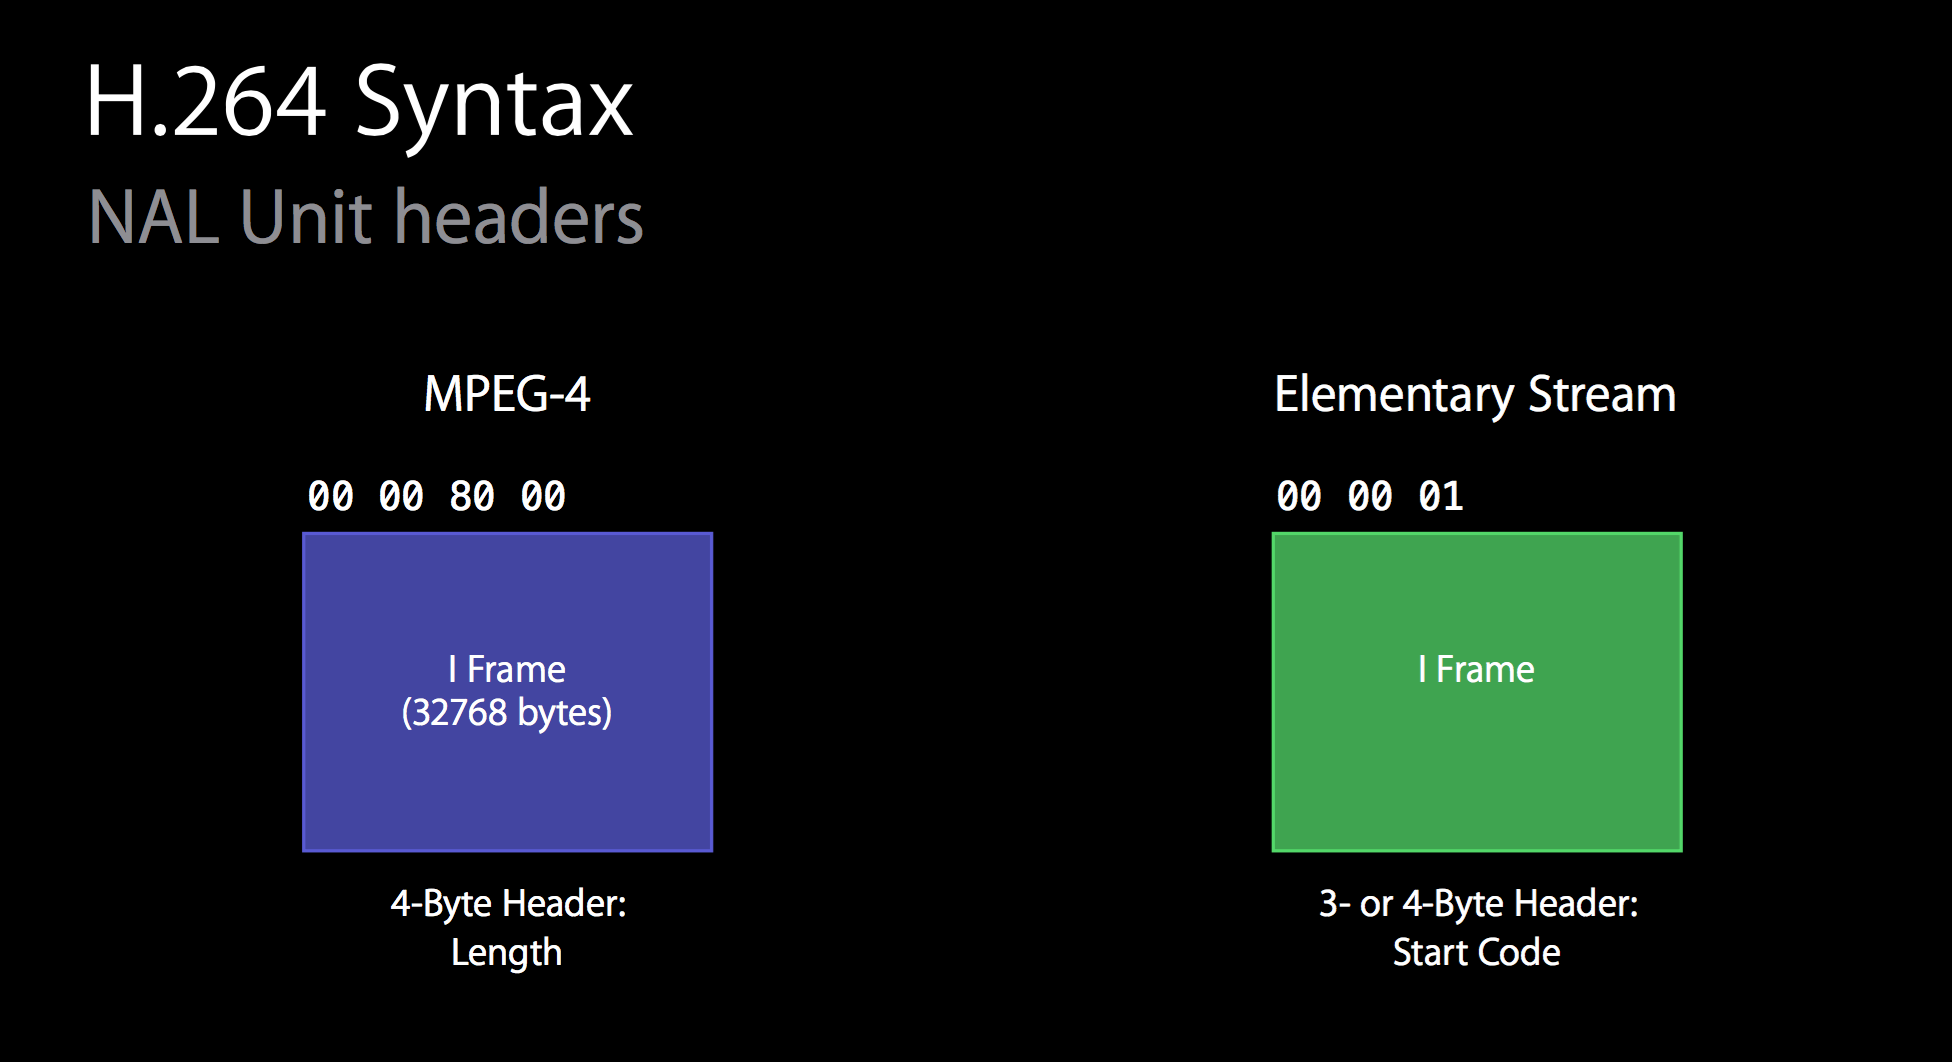 H.264 Syntax
NAL Unit headers
MPEG-4
00 00 80 00
I Frame
(32768 bytes)
4-Byte Header:
Length
Elementary Stream
00 00 01
I Frame
3- or 4-Byte Header:
Start Code